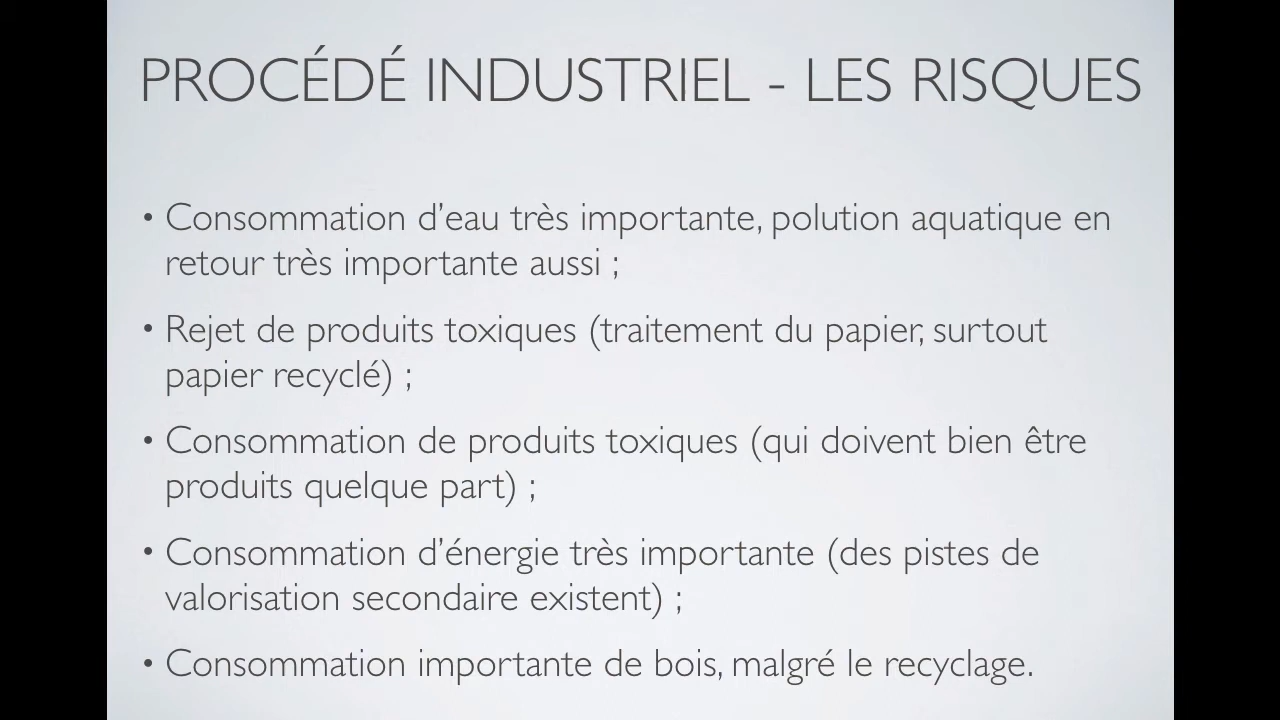 PROCÉDÉ INDUSTRIEL - LES RISQUES
• Consommation d’eau très importante, polution aquatique en
retour très importante aussi ;
• Rejet de produits toxiques (traitement du papier, surtout
papier recyclé) ;
• Consommation de produits toxiques (qui doivent bien être
produits quelque part) ;
• Consommation d’énergie très importante (des pistes de
valorisation secondaire existent) ;
• Consommation importante de bois, malgré le recyclage.